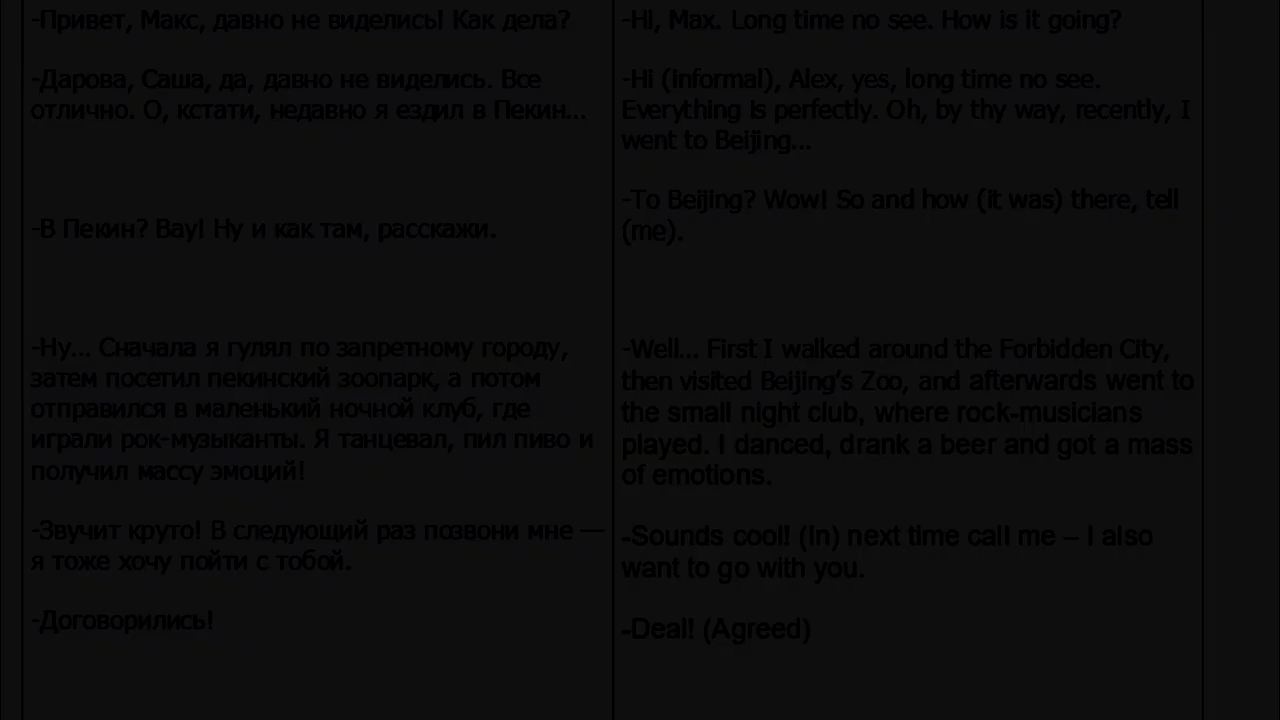 -Привет, Макс, давно не виделись! Как дела?
-Дарова, Саша, да, давно не виделись. Все
отлично. О, кстати, недавно я ездил в Пекин...
-В Пекин? Вау! Ну и как там, расскажи.
-Ну... Сначала я гулял по запретному городу,
затем посетил пекинский зоопарк, а потом
отправился в маленький ночной клуб, где
играли рок-музыканты. Я танцевал, пил пиво и
получил массу эмоций!
-Звучит круто! В следующий раз позвони мне —
я тоже хочу пойти с тобой.
-Договорились!
-Hi, Max. Long time no see. How is it going?
-Hi (informal), Alex, yes, long time no see.
Everything is perfectly. Oh, by thy way, recently, I
went to Beijing...
-To Beijing? Wow! So and how (it was) there, tell
(me).
-Well... First I walked around the Forbidden City,
then visited Beijing's Zoo, and afterwards went to
the small night club, where rock-musicians
played. I danced, drank a beer and got a mass
of emotions.
-Sounds cool! (In) next time call me – I also
want to go with you.
-Deal! (Agreed)